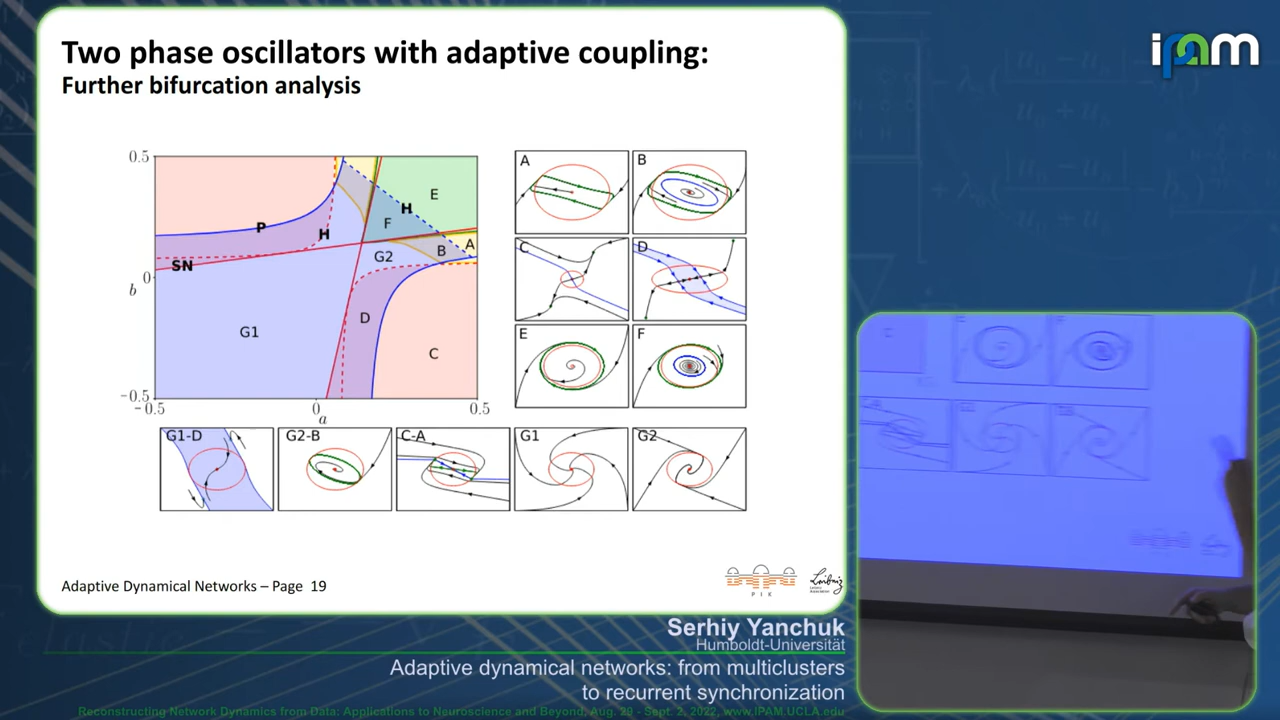 Two phase oscillators with adaptive coupling:
Further bifurcation analysis
ipam
0.5
b
0
-0.5
-0.5
0
a
0.5
P
H
SN
G1
H
E
F
A
B
G2
D
C
A
B
C
D
E
F
G1-D
G2-B
C-A
G1
G2
Adaptive Dynamical Networks – Page 19
P I K
Leibniz
Serhiy Yanchuk
Humboldt-Universität
Adaptive dynamical networks: from multiclusters
to recurrent synchronization
Reconstructing Network Dynamics from Data: Applications to Neuroscience and Beyond, Aug. 29 - Sept. 2, 2022, www.IPAM.UCLA.edu